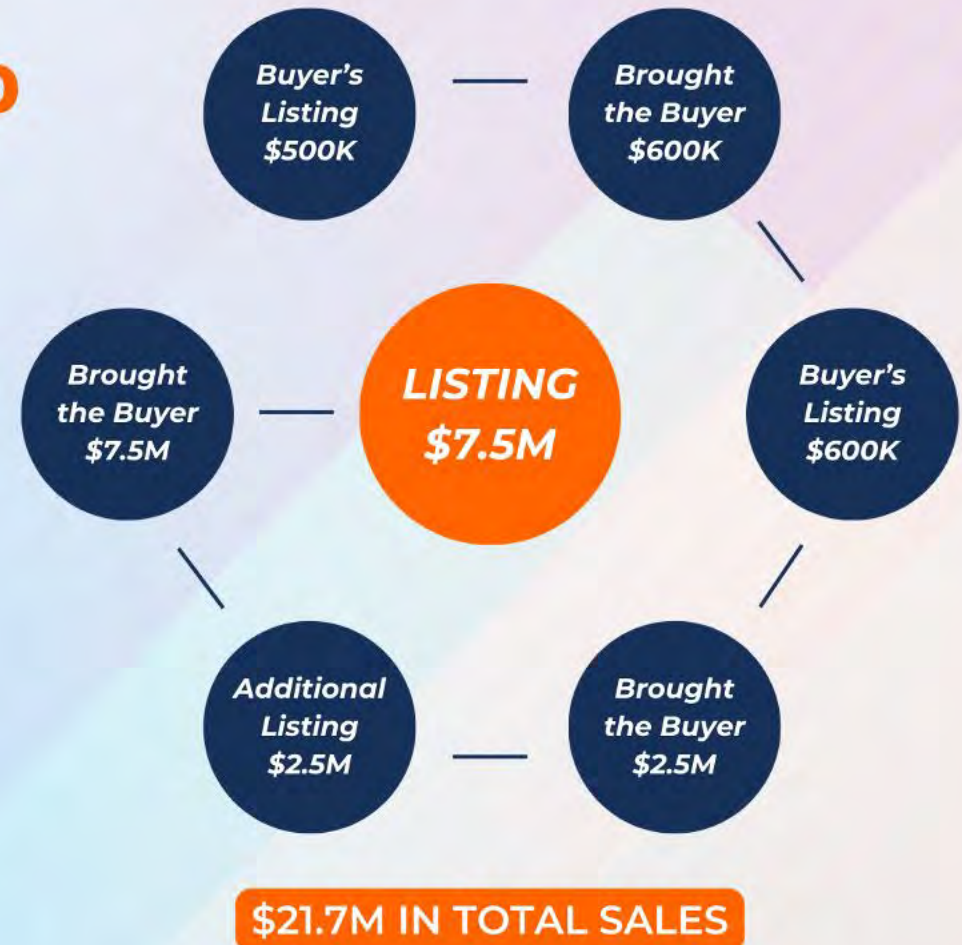 Buyer's
Listing
$500K
Brought
the Buyer
$600K
Brought
the Buyer
$7.5M
LISTING
$7.5M
Buyer's
Listing
$600K
Additional
Listing
$2.5M
Brought
the Buyer
$2.5M
$21.7M IN TOTAL SALES